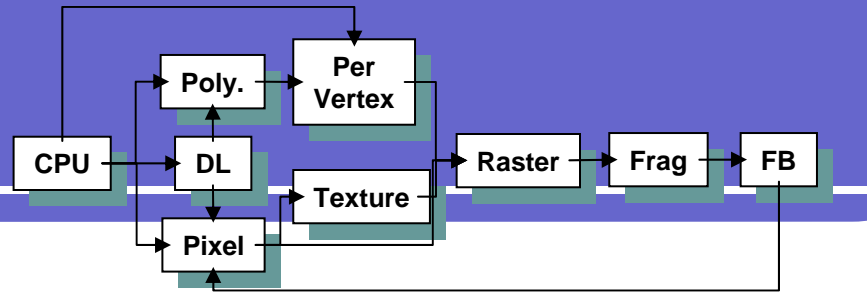 Poly.
Per
Vertex
CPU
DL
Raster
Frag
FB
Texture
Pixel